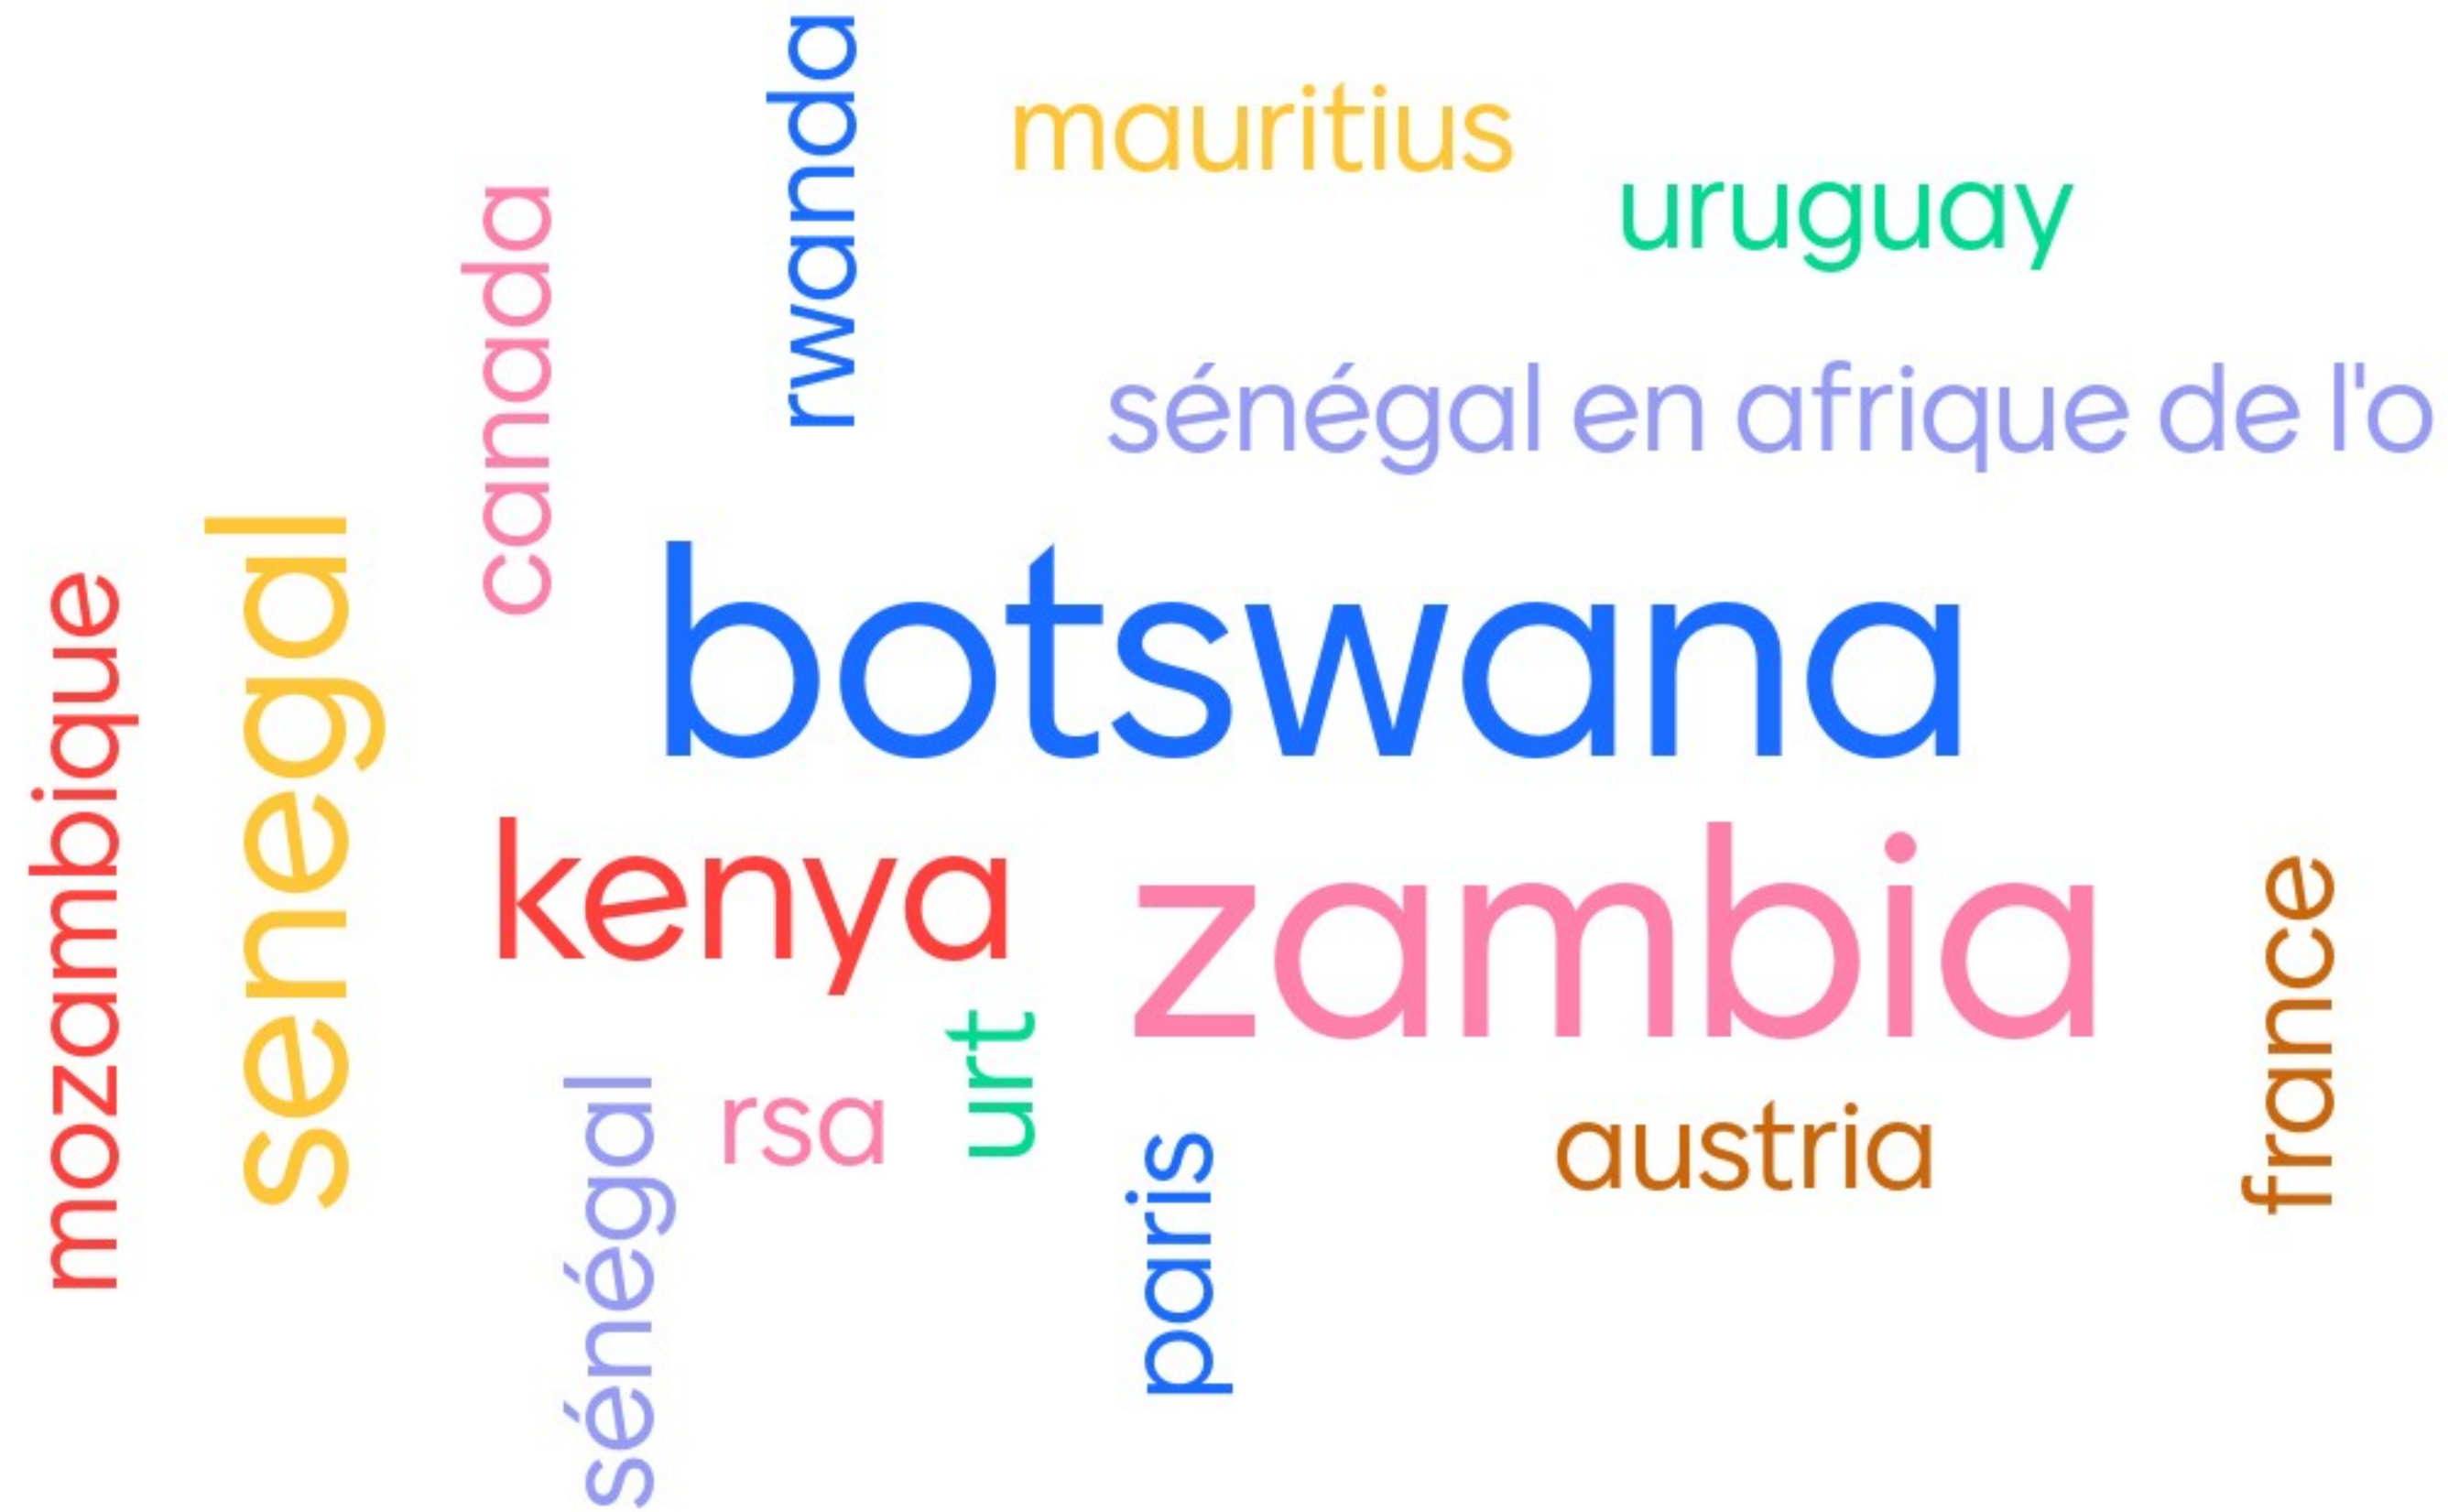 rwanda
mauritius
uruguay
canada
sénégal en afrique de l'o
botswana
senegal
mozambique
kenya
zambia
france
urt
rsa
sénégal
austria
paris